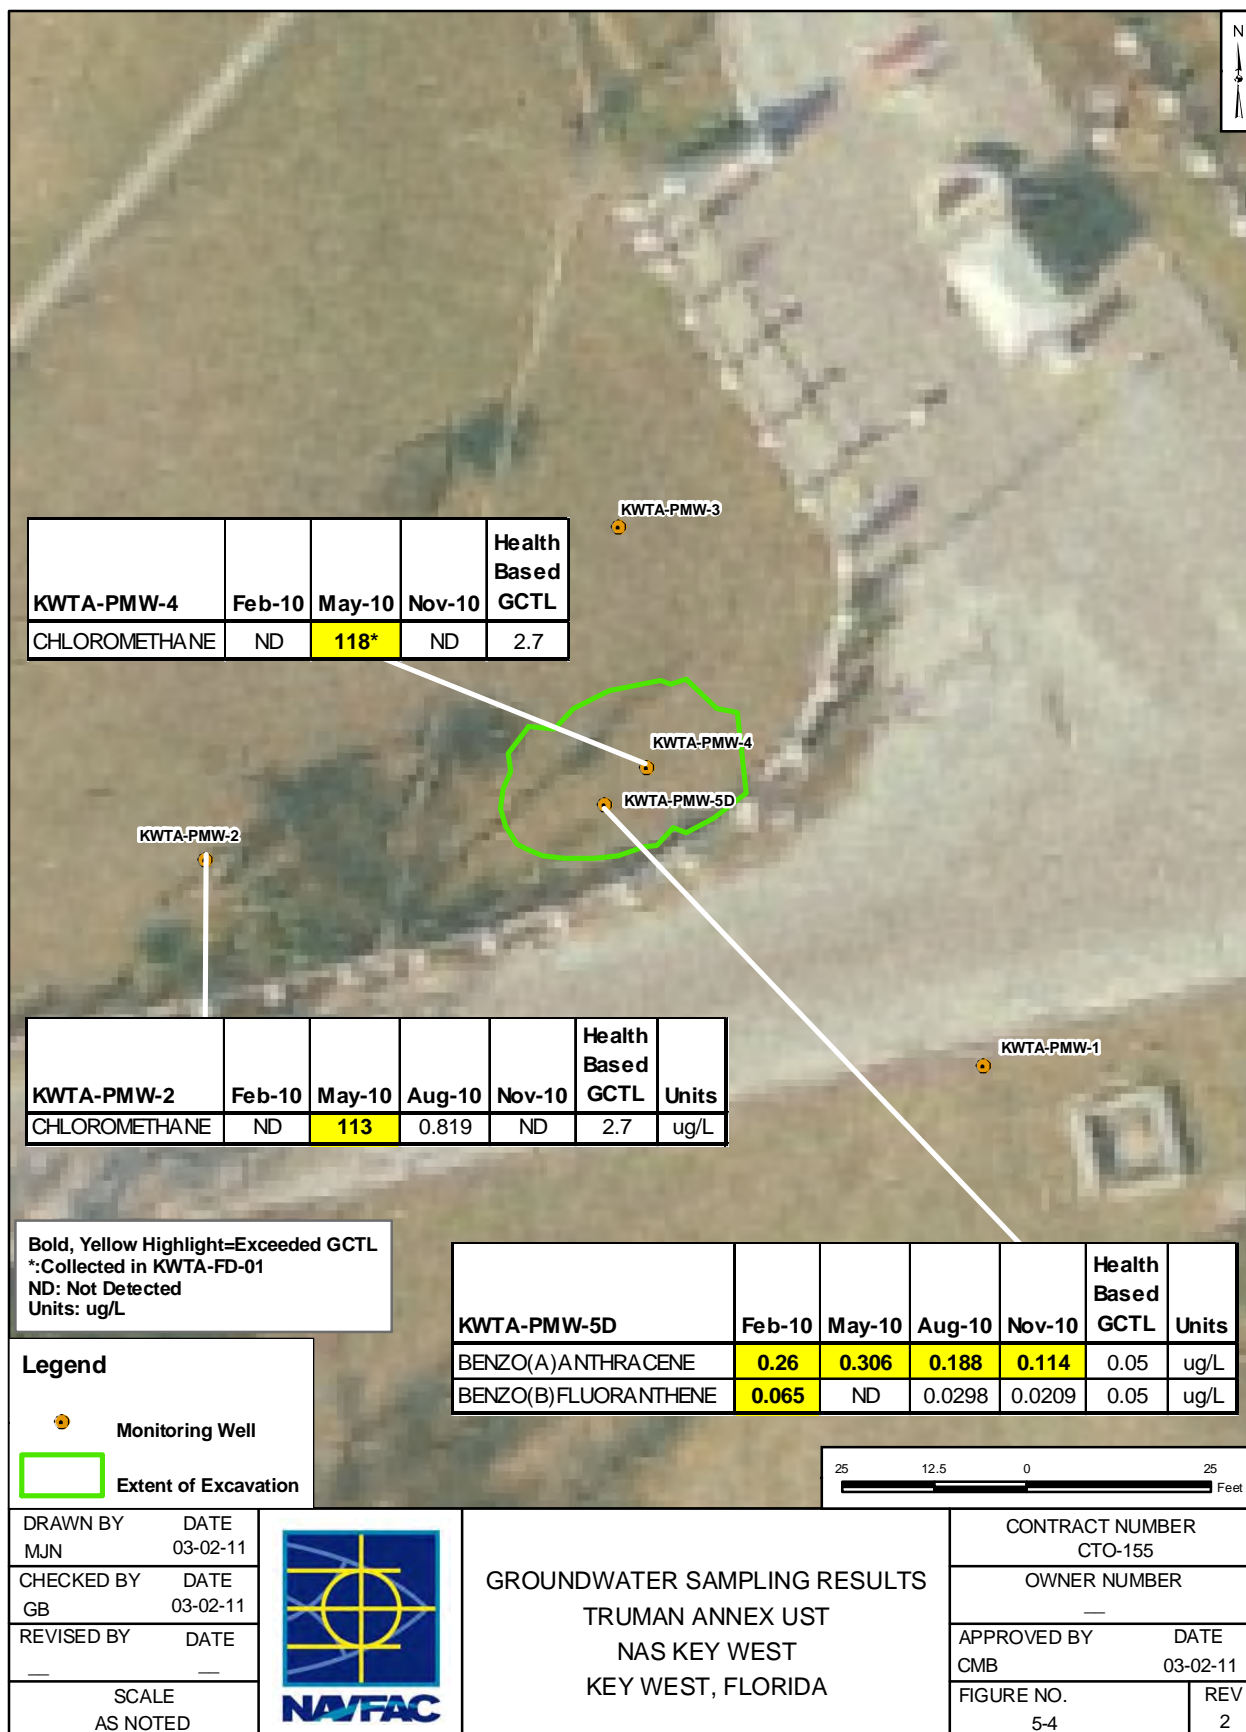 N
KWTA-PMW-3
KWTA-PMW-4 Feb-10 May-10 Nov-10 Health Based GCTL
CHLOROMETHANE ND 118* ND 2.7
KWTA-PMW-4
KWTA-PMW-5D
KWTA-PMW-2
KWTA-PMW-2 Feb-10 May-10 Aug-10 Nov-10 Health Based GCTL Units
CHLOROMETHANE ND 113 0.819 ND 2.7 ug/L
KWTA-PMW-1
Bold, Yellow Highlight=Exceeded GCTL
*:Collected in KWTA-FD-01
ND: Not Detected
Units: ug/L
KWTA-PMW-5D Feb-10 May-10 Aug-10 Nov-10 Health Based GCTL Units
BENZO(A)ANTHRACENE 0.26 0.306 0.188 0.114 0.05 ug/L
BENZO(B)FLUORANTHENE 0.065 ND 0.0298 0.0209 0.05 ug/L
Legend
Monitoring Well
Extent of Excavation
25 12.5 0 25
Feet
DRAWN BY DATE
MJN 03-02-11
CHECKED BY DATE
GB 03-02-11
REVISED BY DATE
__ __
SCALE
AS NOTED
NAVFAC
GROUNDWATER SAMPLING RESULTS
TRUMAN ANNEX UST
NAS KEY WEST
KEY WEST, FLORIDA
CONTRACT NUMBER
CTO-155
OWNER NUMBER
__
APPROVED BY DATE
CMB 03-02-11
FIGURE NO. REV
5-4 2